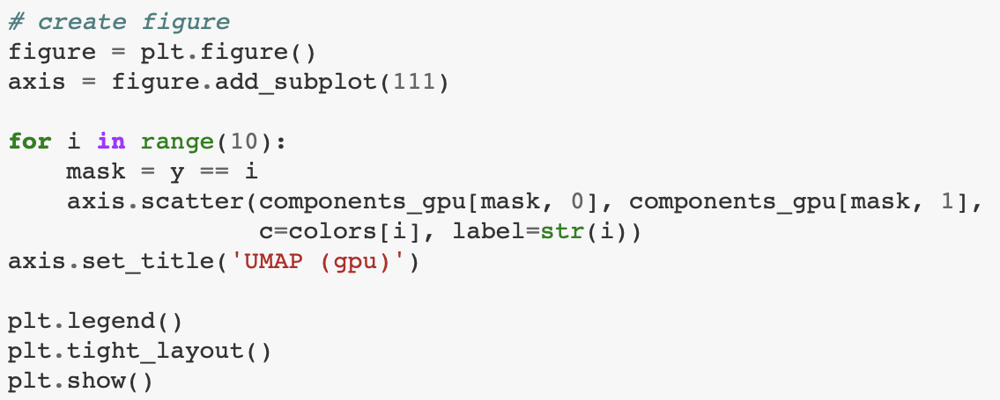 # create figure
figure = plt.figure()
axis = figure.add_subplot(111)

for i in range(10):
    mask = y == i
    axis.scatter(components_gpu[mask, 0], components_gpu[mask, 1],
                 c=colors[i], label=str(i))
axis.set_title('UMAP (gpu)')

plt.legend()
plt.tight_layout()
plt.show()